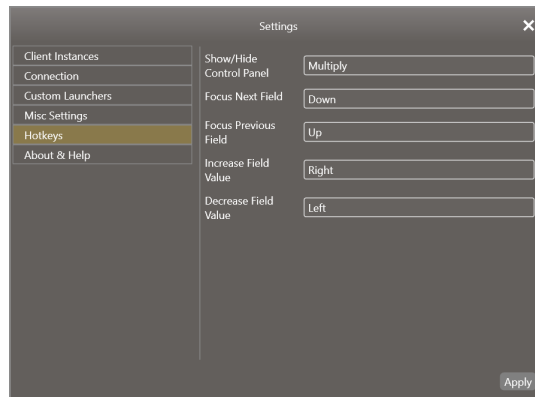 Settings
Client Instances
Connection
Custom Launchers
Misc Settings
Hotkeys
About & Help
Show/Hide
Control Panel
Multiply
Focus Next Field
Down
Focus Previous
Field
Up
Increase Field
Value
Right
Decrease Field
Value
Left
Apply